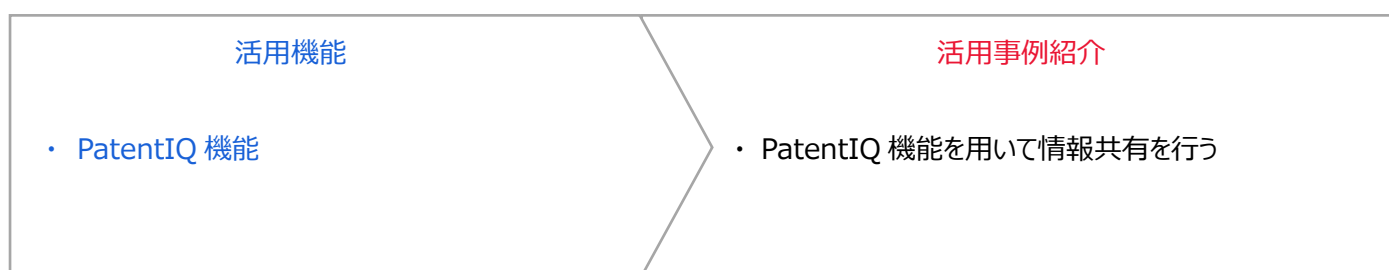 活用機能
・ PatentIQ 機能
活用事例紹介
・ PatentIQ 機能を用いて情報共有を行う